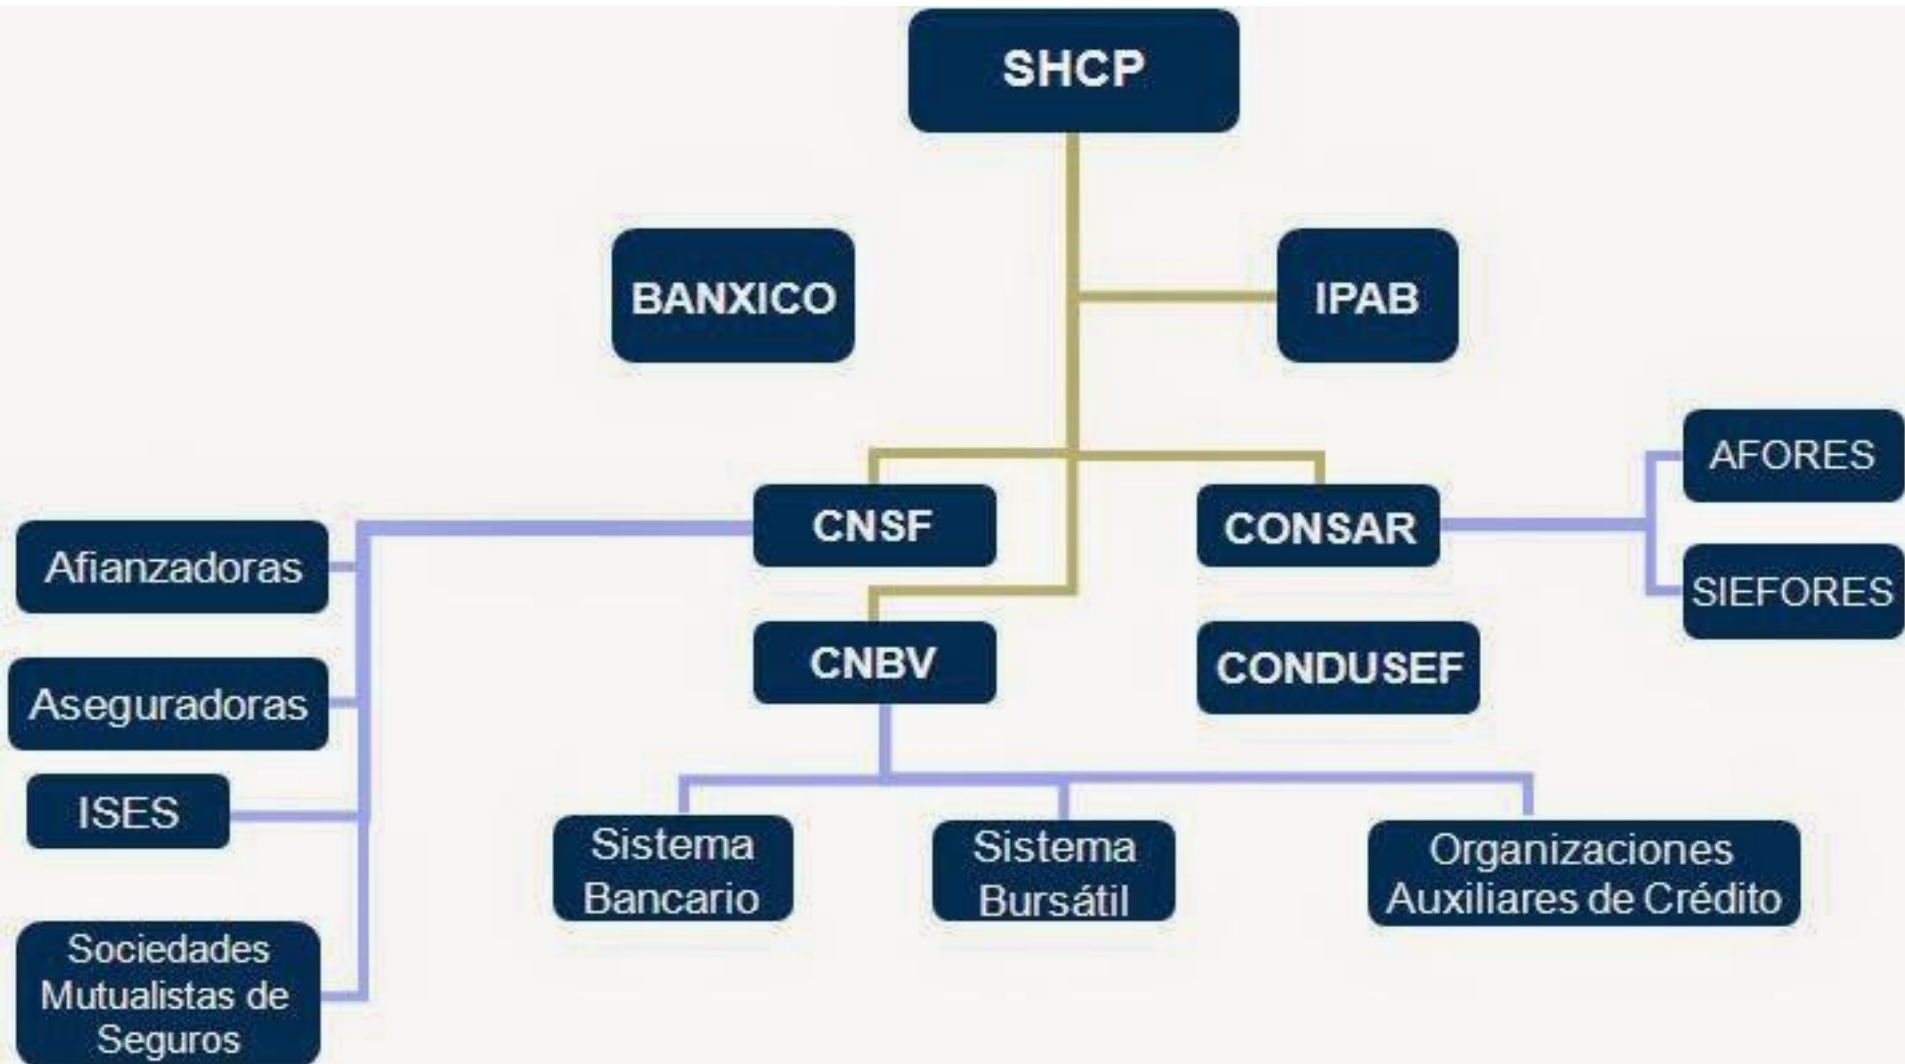 SHCP
BANXICO
IPAB
AFORES
CNSF
CONSAR
Afianzadoras
SIEFORES
CNBV
CONDUSEF
Aseguradoras
ISES
Sistema
Bancario
Sistema
Bursátil
Organizaciones
Auxiliares de Crédito
Sociedades
Mutualistas de
Seguros